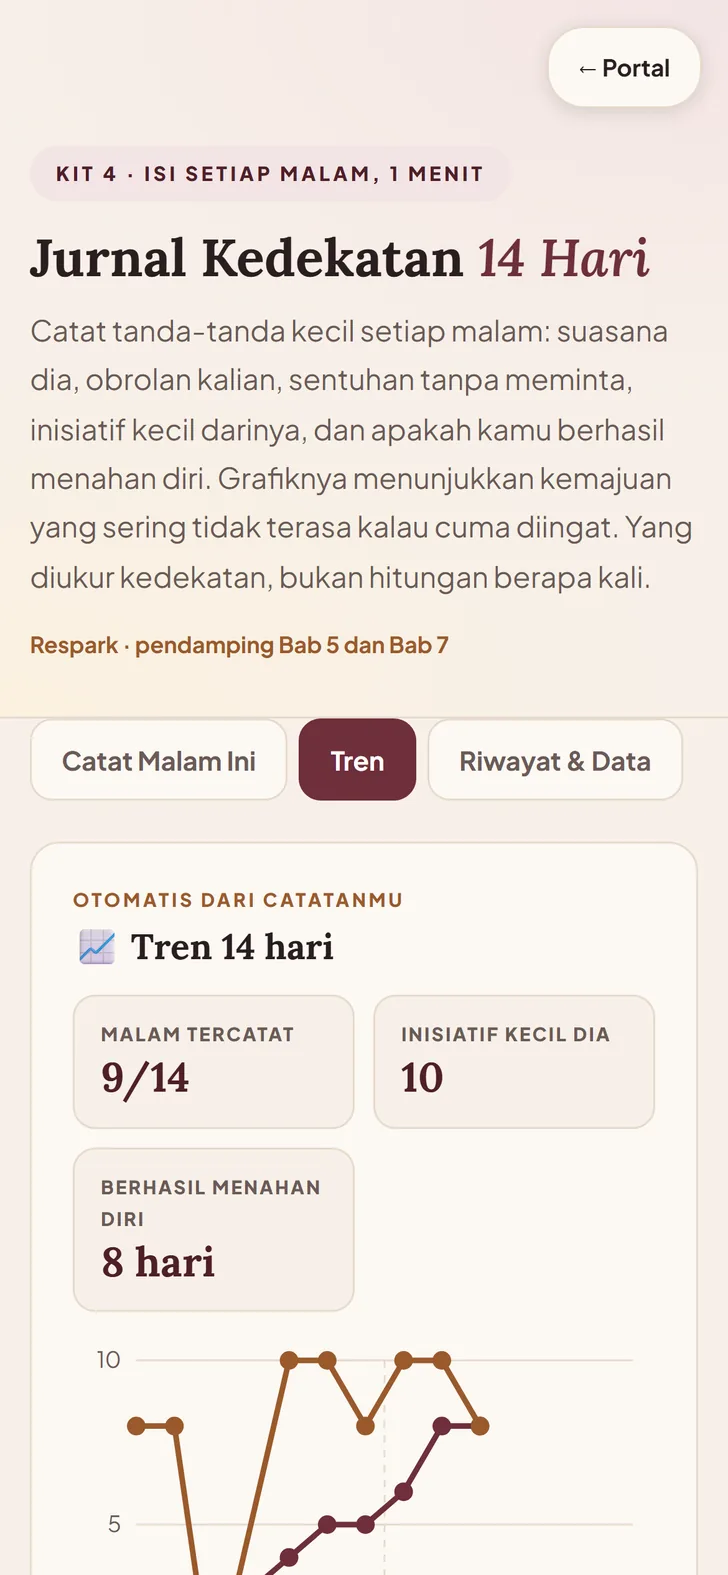 ← Portal
KIT 4 · ISI SETIAP MALAM, 1 MENIT
Jurnal Kedekatan 14 Hari
Catat tanda-tanda kecil setiap malam: suasana
dia, obrolan kalian, sentuhan tanpa meminta,
inisiatif kecil darinya, dan apakah kamu berhasil
menahan diri. Grafiknya menunjukkan kemajuan
yang sering tidak terasa kalau cuma diingat. Yang
diukur kedekatan, bukan hitungan berapa kali.
Respark · pendamping Bab 5 dan Bab 7
Catat Malam Ini
Tren
Riwayat & Data
OTOMATIS DARI CATATANMU
Tren 14 hari
MALAM TERCATAT
9/14
INISIATIF KECIL DIA
10
BERHASIL MENAHAN
DIRI
8 hari
10
5